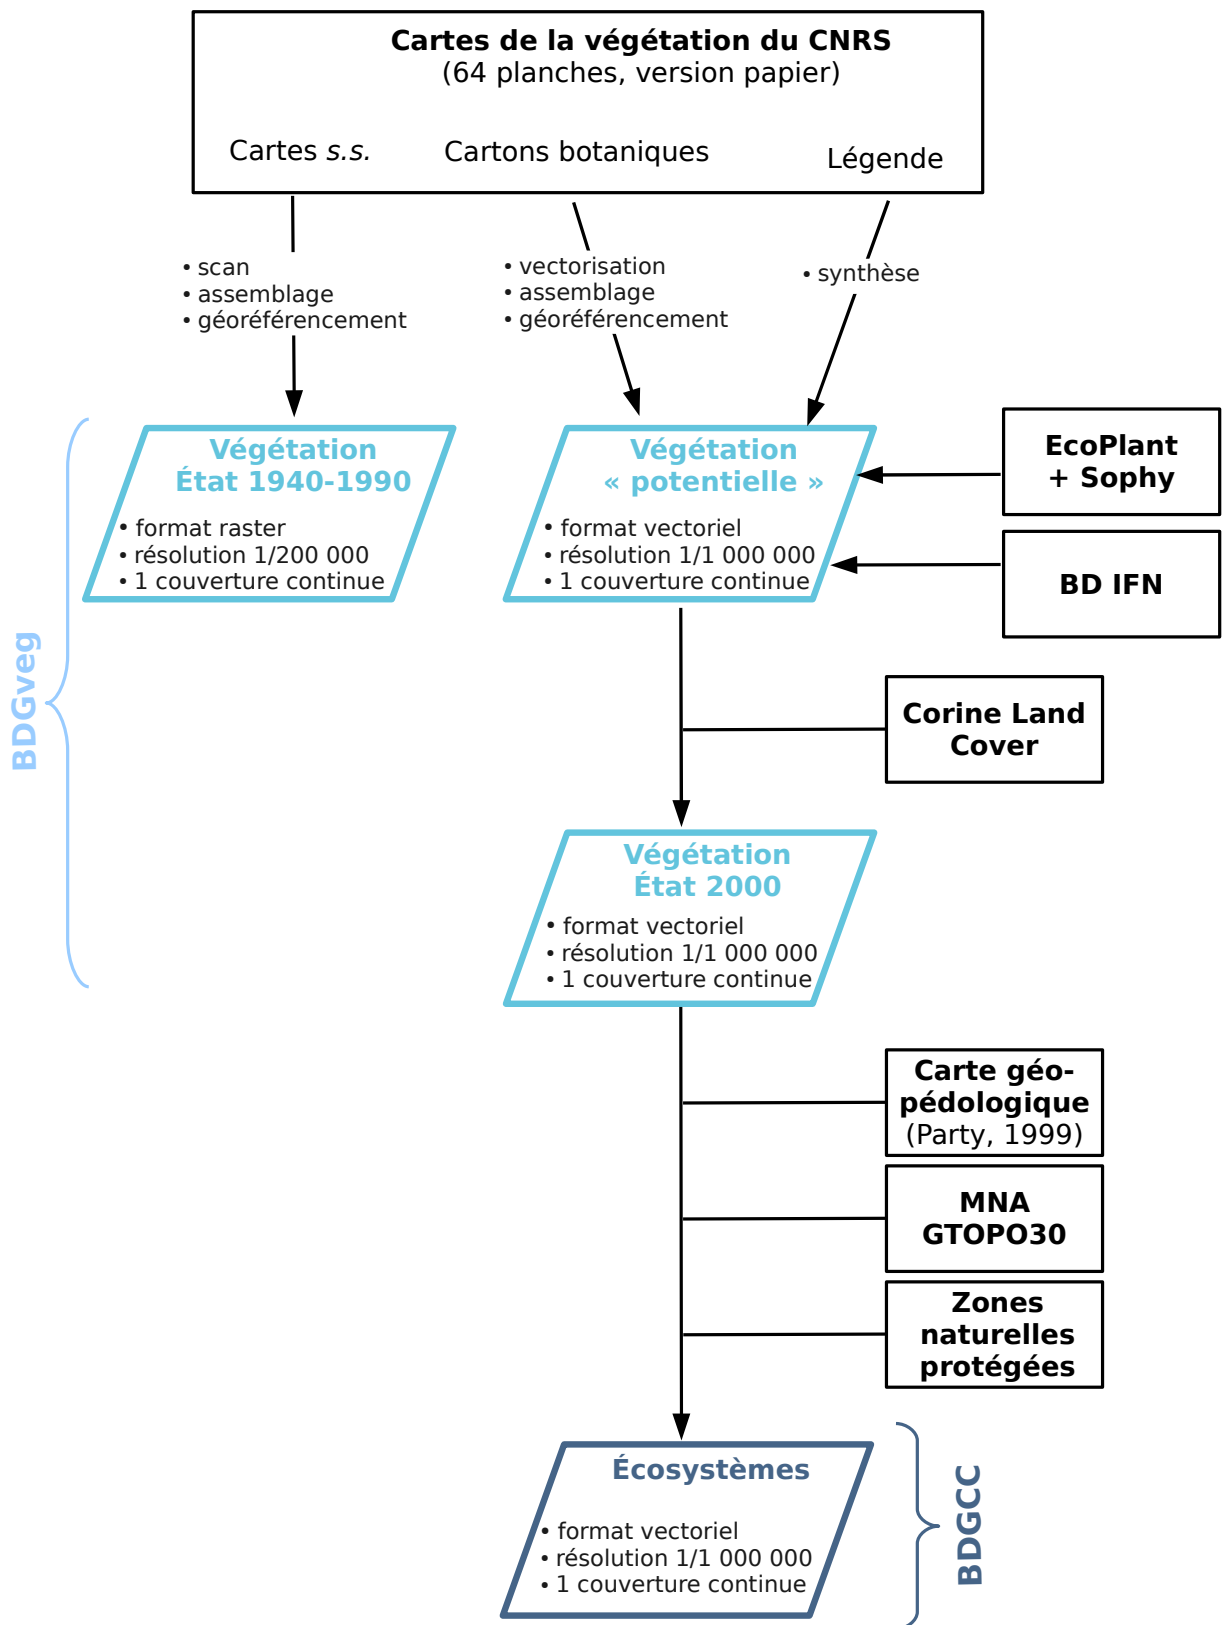 Cartes de la végétation du CNRS
(64 planches, version papier)
Cartes s.s.
Cartons botaniques
Légende
• scan
• assemblage
• géoréférencement
• vectorisation
• assemblage
• géoréférencement
• synthèse
BDGveg
Végétation
État 1940-1990
• format raster
• résolution 1/200 000
• 1 couverture continue
Végétation
« potentielle »
• format vectoriel
• résolution 1/1 000 000
• 1 couverture continue
EcoPlant
+ Sophy
BD IFN
Corine Land
Cover
Végétation
État 2000
• format vectoriel
• résolution 1/1 000 000
• 1 couverture continue
Carte géo-
pédologique
(Party, 1999)
MNA
GTOPO30
Zones
naturelles
protégées
Écosystèmes
• format vectoriel
• résolution 1/1 000 000
• 1 couverture continue
BDGCC